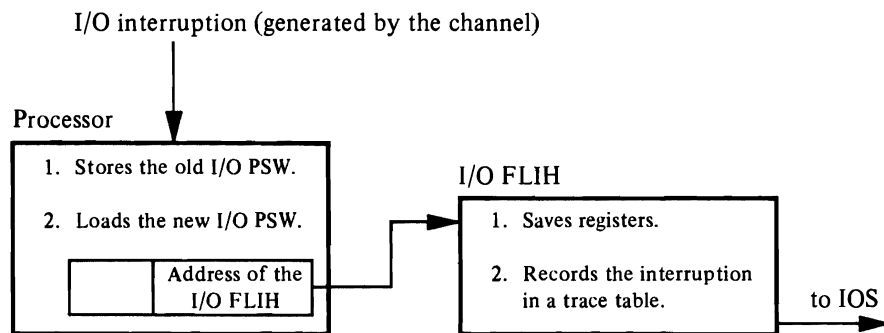 I/O interruption (generated by the channel)
Processor
1. Stores the old I/O PSW.
2. Loads the new I/O PSW.
Address of the
I/O FLIH
I/O FLIH
1. Saves registers.
2. Records the interruption
in a trace table.
to IOS